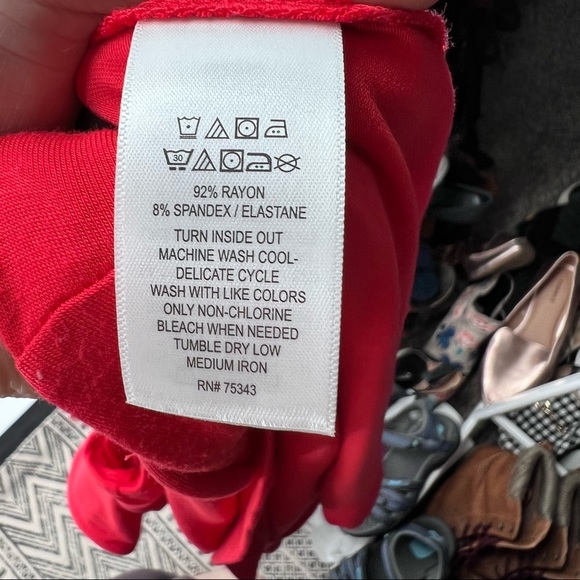 30
92% RAYON
8% SPANDEX / ELASTANE
TURN INSIDE OUT
MACHINE WASH COOL-
DELICATE CYCLE
WASH WITH LIKE COLORS
ONLY NON-CHLORINE
BLEACH WHEN NEEDED
TUMBLE DRY LOW
MEDIUM IRON
RN# 75343